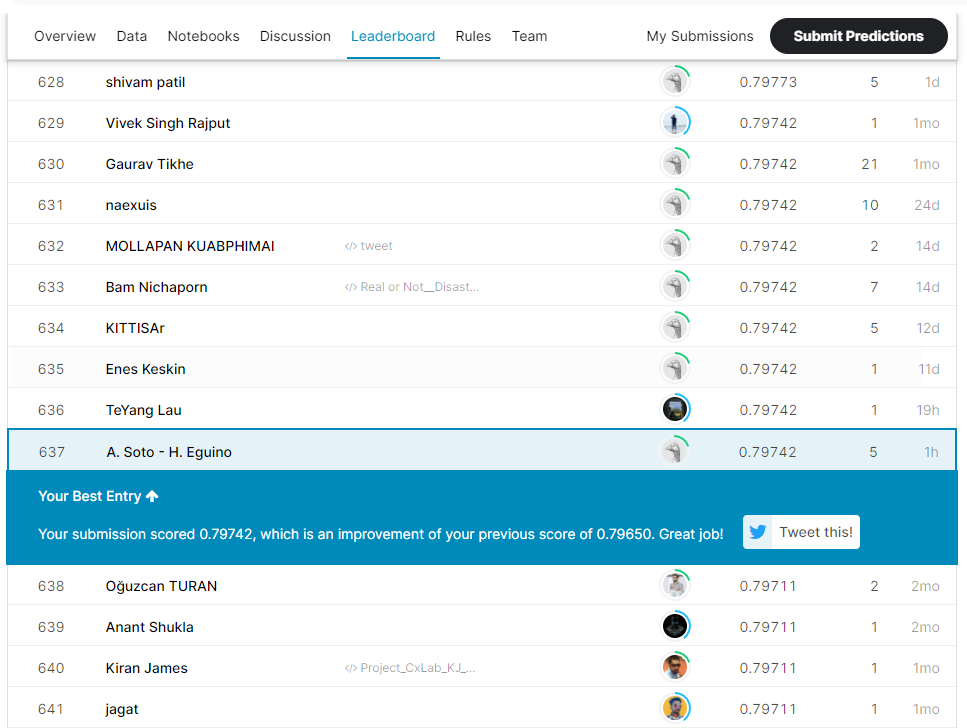 Overview Data Notebooks Discussion Leaderboard Rules Team My Submissions Submit Predictions
628 shivam patil 0.79773 5 1d
629 Vivek Singh Rajput 0.79742 1 1mo
630 Gaurav Tikhe 0.79742 21 1mo
631 naexuis 0.79742 10 24d
632 MOLLAPAN KUABPHIMAI </> tweet 0.79742 2 14d
633 Bam Nichaporn </> Real or Not__Disast... 0.79742 7 14d
634 KITTISAr 0.79742 5 12d
635 Enes Keskin 0.79742 1 11d
636 TeYang Lau 0.79742 1 19h
637 A. Soto - H. Eguino 0.79742 5 1h
Your Best Entry ↑
Your submission scored 0.79742, which is an improvement of your previous score of 0.79650. Great job! Tweet this!
638 Oğuzcan TURAN 0.79711 2 2mo
639 Anant Shukla 0.79711 1 2mo
640 Kiran James </> Project_CxLab_KJ_... 0.79711 1 1mo
641 jagat 0.79711 1 1mo